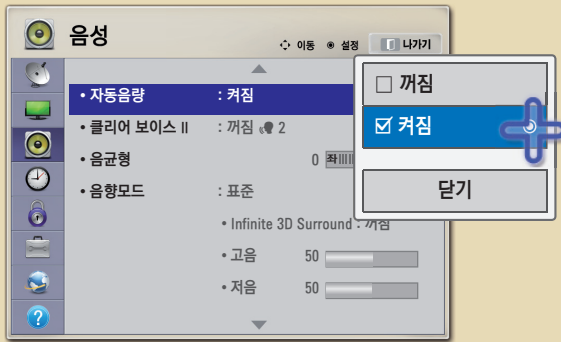 음성
이동 ⊙ 설정 나가기
• 자동음량 : 켜짐
• 클리어 보이스 II : 꺼짐 2
• 음균형 0 좌
• 음향모드 : 표준
• Infinite 3D Surround : 꺼짐
• 고음 50
• 저음 50
?
□ 꺼짐
☑ 켜짐
닫기